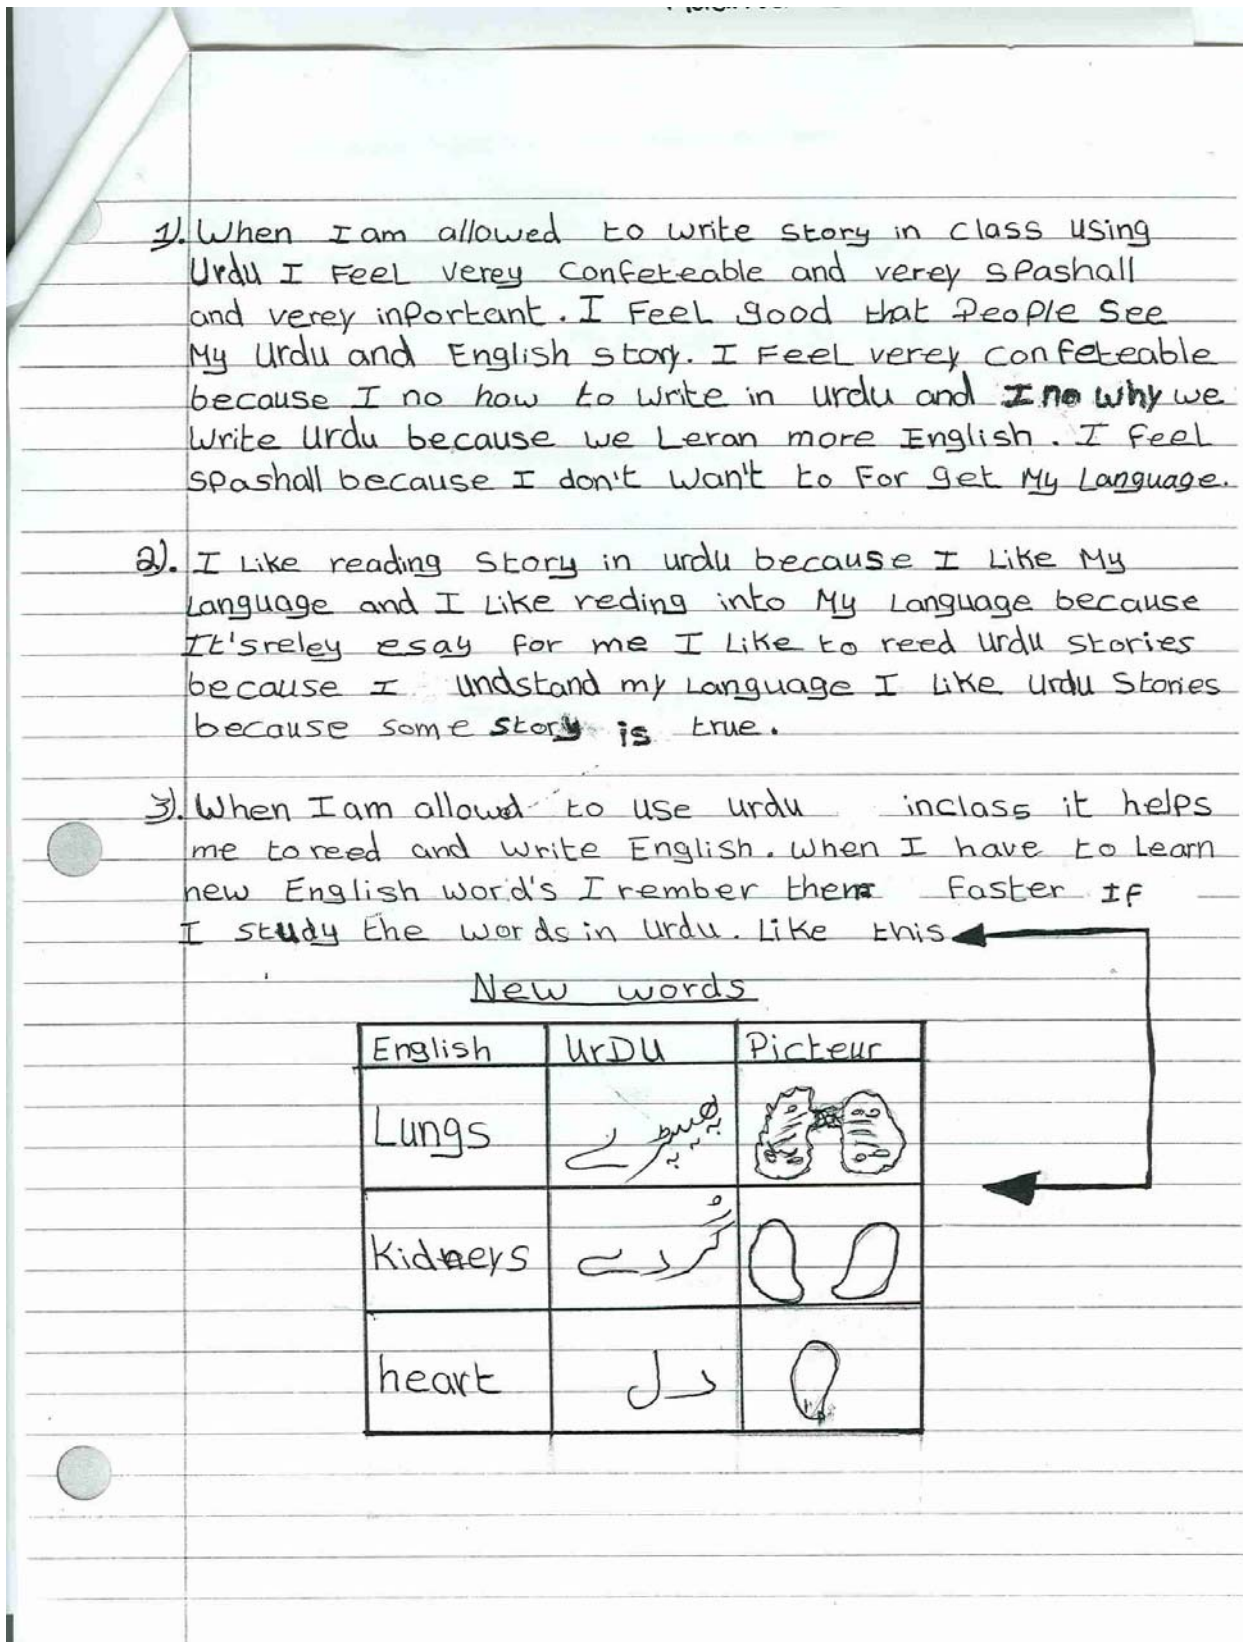 1). When I am allowed to write story in class using
Urdu I Feel verey confeteable and verey spashall
and verey inportant. I Feel good that People see
My Urdu and English story. I Feel verey confeteable
because I no how to write in urdu and I no why we
write Urdu because we Leran more English. I feel
spashall because I don't want't to For get My Language.
2). I Like reading Story in urdu because I Like My
Language and I Like reding into My Language because
It's reley esay for me I Like to reed urdu stories
because I undstand my Language I Like urdu Stories
because some story is true.
3). When I am allowd to use urdu in class it helps
me to reed and write English. when I have to Learn
new English word's I rember them Faster If
I study the words in urdu. Like this
New words
English UrDU Picteur
Lungs پھیپڑے
Kidneys گُردے
heart دل